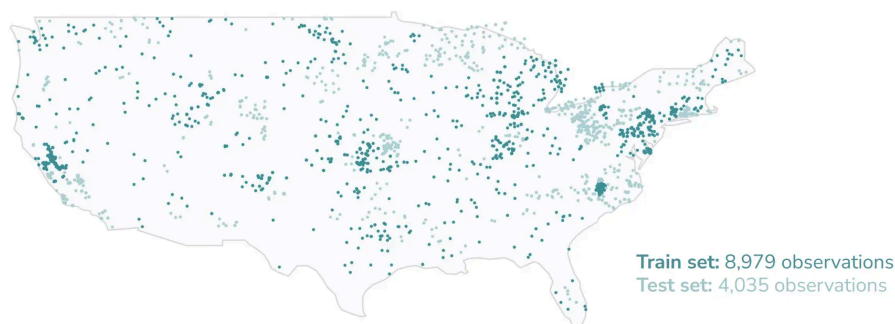 Train set: 8,979 observations
Test set: 4,035 observations